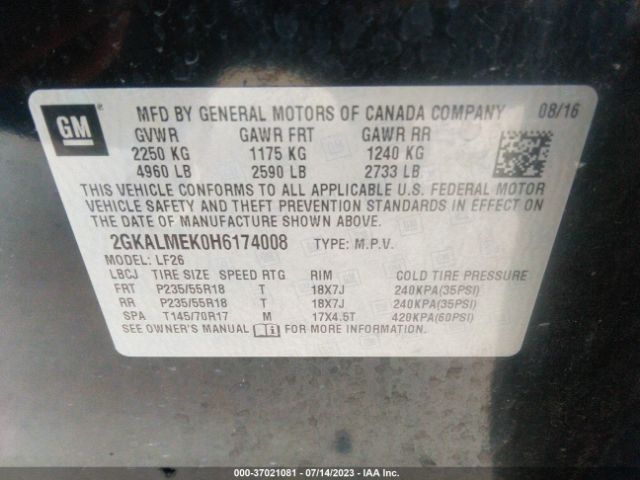 GM
MFD BY GENERAL MOTORS OF CANADA COMPANY 08/16
GVWR GAWR FRT GAWR RR
2250 KG 1175 KG 1240 KG
4960 LB 2590 LB 2733 LB
THIS VEHICLE CONFORMS TO ALL APPLICABLE U.S. FEDERAL MOTOR
VEHICLE SAFETY AND THEFT PREVENTION STANDARDS IN EFFECT ON
THE DATE OF MANUFACTURE SHOWN ABOVE.
2GKALMEK0H6174008 TYPE: M.P.V.
MODEL: LF26
LBCJ TIRE SIZE SPEED RTG RIM COLD TIRE PRESSURE
FRT P235/55R18 T 18X7J 240KPA(35PSI)
RR P235/55R18 T 18X7J 240KPA(35PSI)
SPA T145/70R17 M 17X4.5T 420KPA(60PSI)
SEE OWNER'S MANUAL FOR MORE INFORMATION.
000-37021081 - 07/14/2023 - IAA Inc.